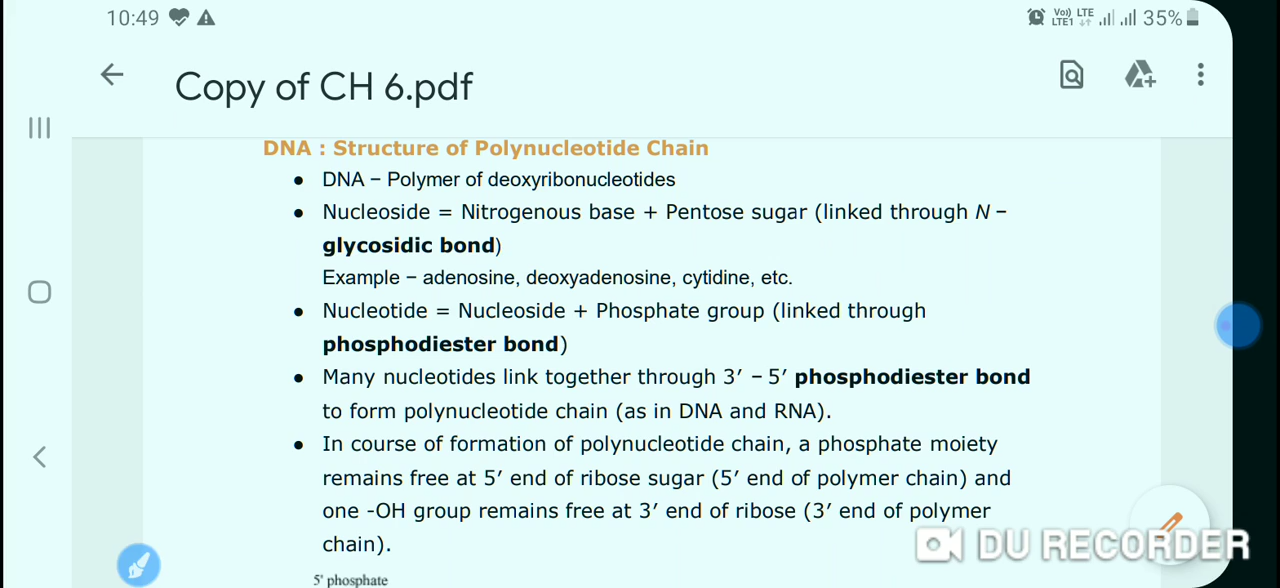 10:49
Vo)) LTE
LTE1
35%
Copy of CH 6.pdf
DNA : Structure of Polynucleotide Chain
• DNA – Polymer of deoxyribonucleotides
• Nucleoside = Nitrogenous base + Pentose sugar (linked through N –
glycosidic bond)
Example – adenosine, deoxyadenosine, cytidine, etc.
• Nucleotide = Nucleoside + Phosphate group (linked through
phosphodiester bond)
• Many nucleotides link together through 3′ – 5′ phosphodiester bond
to form polynucleotide chain (as in DNA and RNA).
• In course of formation of polynucleotide chain, a phosphate moiety
remains free at 5′ end of ribose sugar (5′ end of polymer chain) and
one -OH group remains free at 3′ end of ribose (3′ end of polymer
chain).
DU RECORDER
5' phosphate